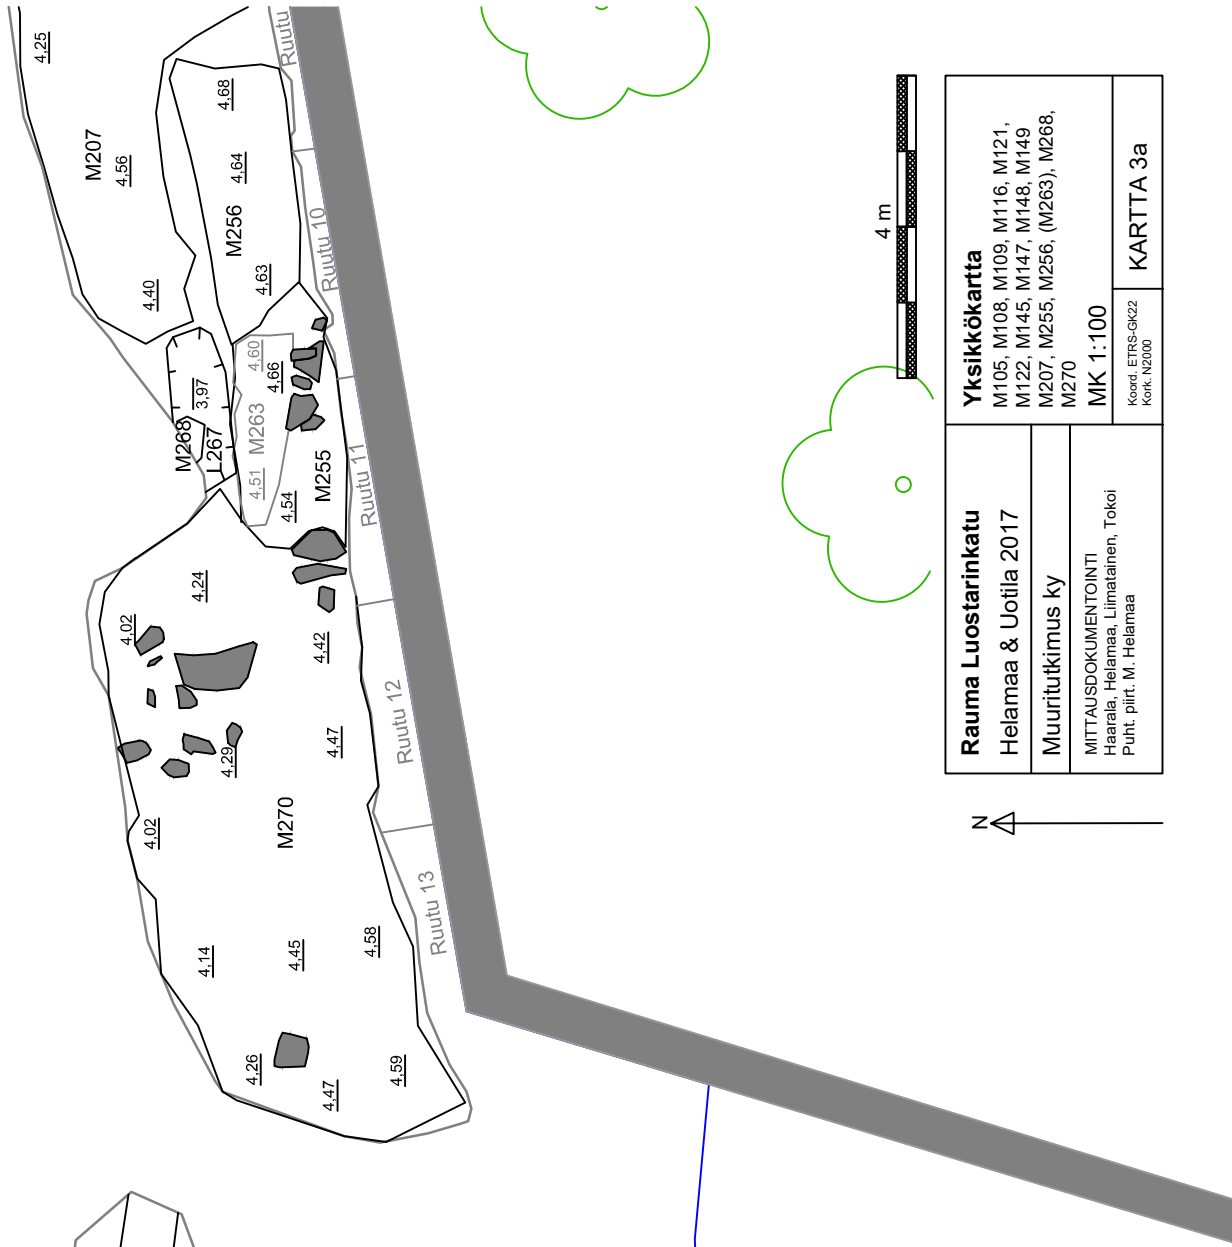 4,25
M207
4,56
4,40
4,68
4,64
M256
4,63
Ruutu
Ruutu 10
M268
L267
3,97
4,60
4,66
M263
4,51
4,54
M255
Ruutu 11
4,24
4,02
4,42
Ruutu 12
4,29
4,47
4,02
M270
Ruutu 13
4,14
4,45
4,58
4,26
4,47
4,59
4 m
Yksikkökartta
M105, M108, M109, M116, M121,
M122, M145, M147, M148, M149
M207, M255, M256, (M263), M268,
M270
MK 1:100
Koord. ETRS-GK22
Kork. N2000
KARTTA 3a
Rauma Luostarinkatu
Helamaa & Uotila 2017
Muuritutkimus ky
MITTAUSDOKUMENTOINTI
Haarala, Helamaa, Liimatainen, Tokoi
Puht. piirt. M. Helamaa
N